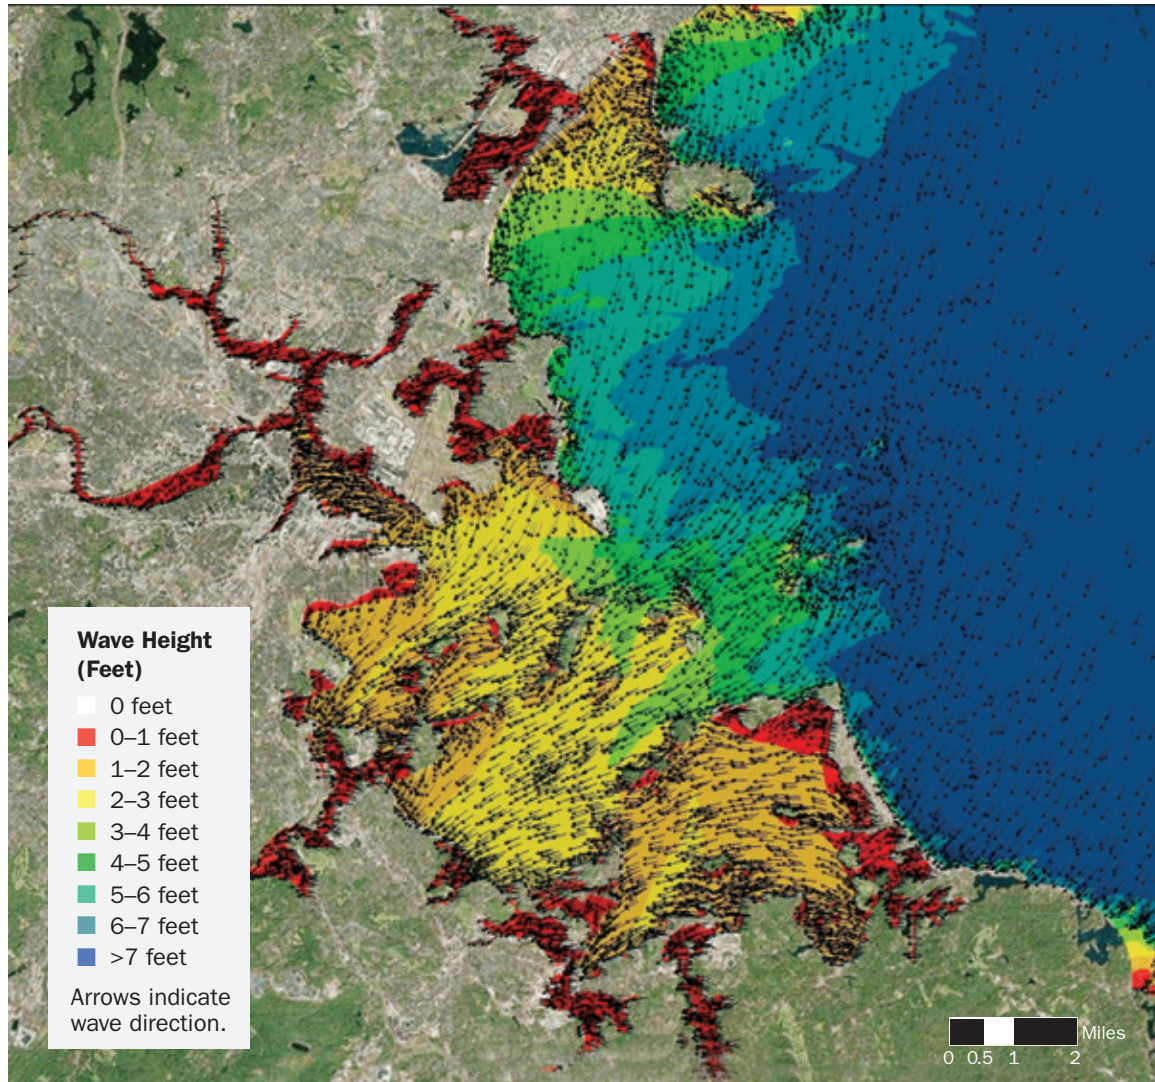 Wave Height
(Feet)
0 feet
0–1 feet
1–2 feet
2–3 feet
3–4 feet
4–5 feet
5–6 feet
6–7 feet
>7 feet
Arrows indicate
wave direction.
Miles
0 0.5 1 2